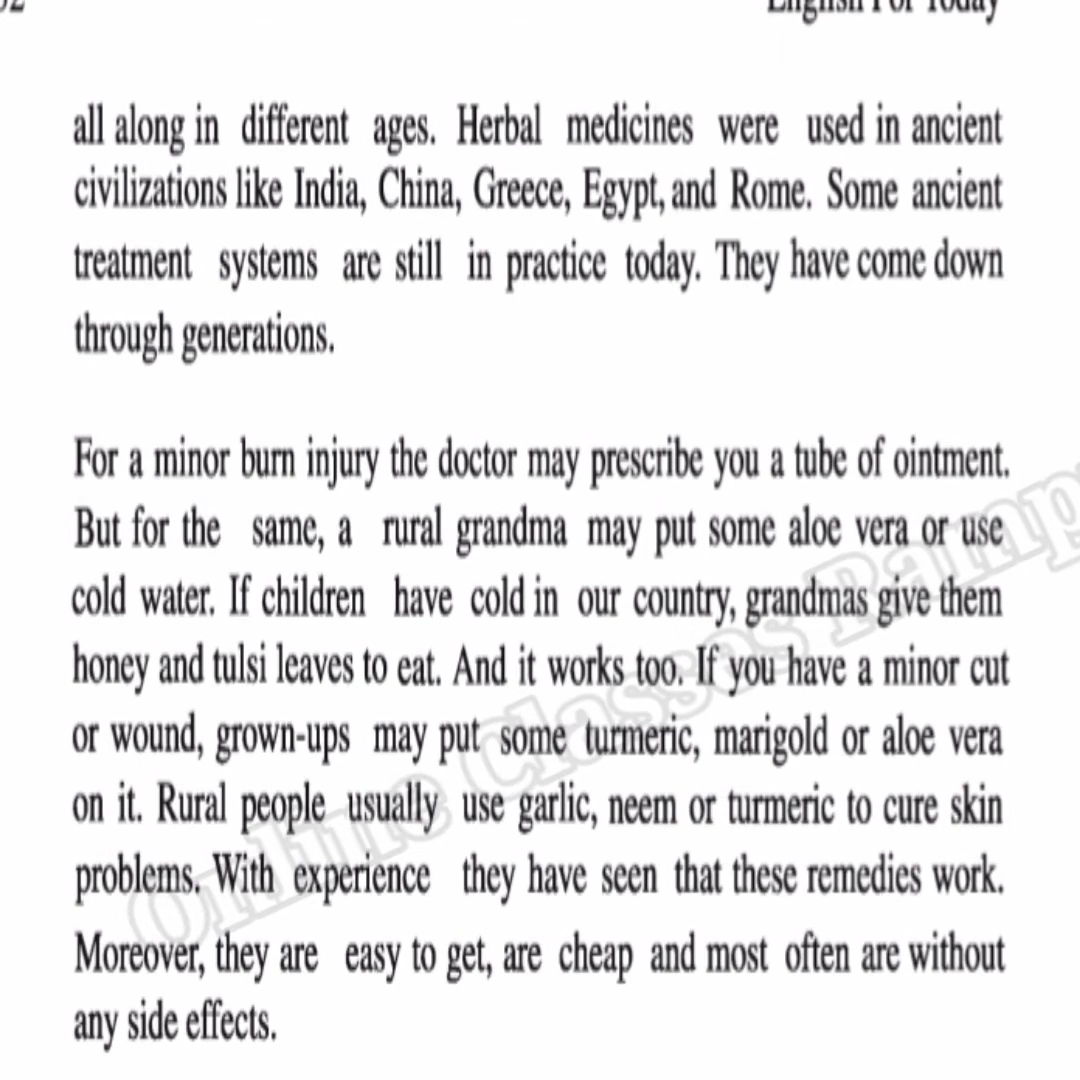 English For Today
all along in different ages. Herbal medicines were used in ancient
civilizations like India, China, Greece, Egypt, and Rome. Some ancient
treatment systems are still in practice today. They have come down
through generations.
For a minor burn injury the doctor may prescribe you a tube of ointment.
But for the same, a rural grandma may put some aloe vera or use
cold water. If children have cold in our country, grandmas give them
honey and tulsi leaves to eat. And it works too. If you have a minor cut
or wound, grown-ups may put some turmeric, marigold or aloe vera
on it. Rural people usually use garlic, neem or turmeric to cure skin
problems. With experience they have seen that these remedies work.
Moreover, they are easy to get, are cheap and most often are without
any side effects.
Online Classes